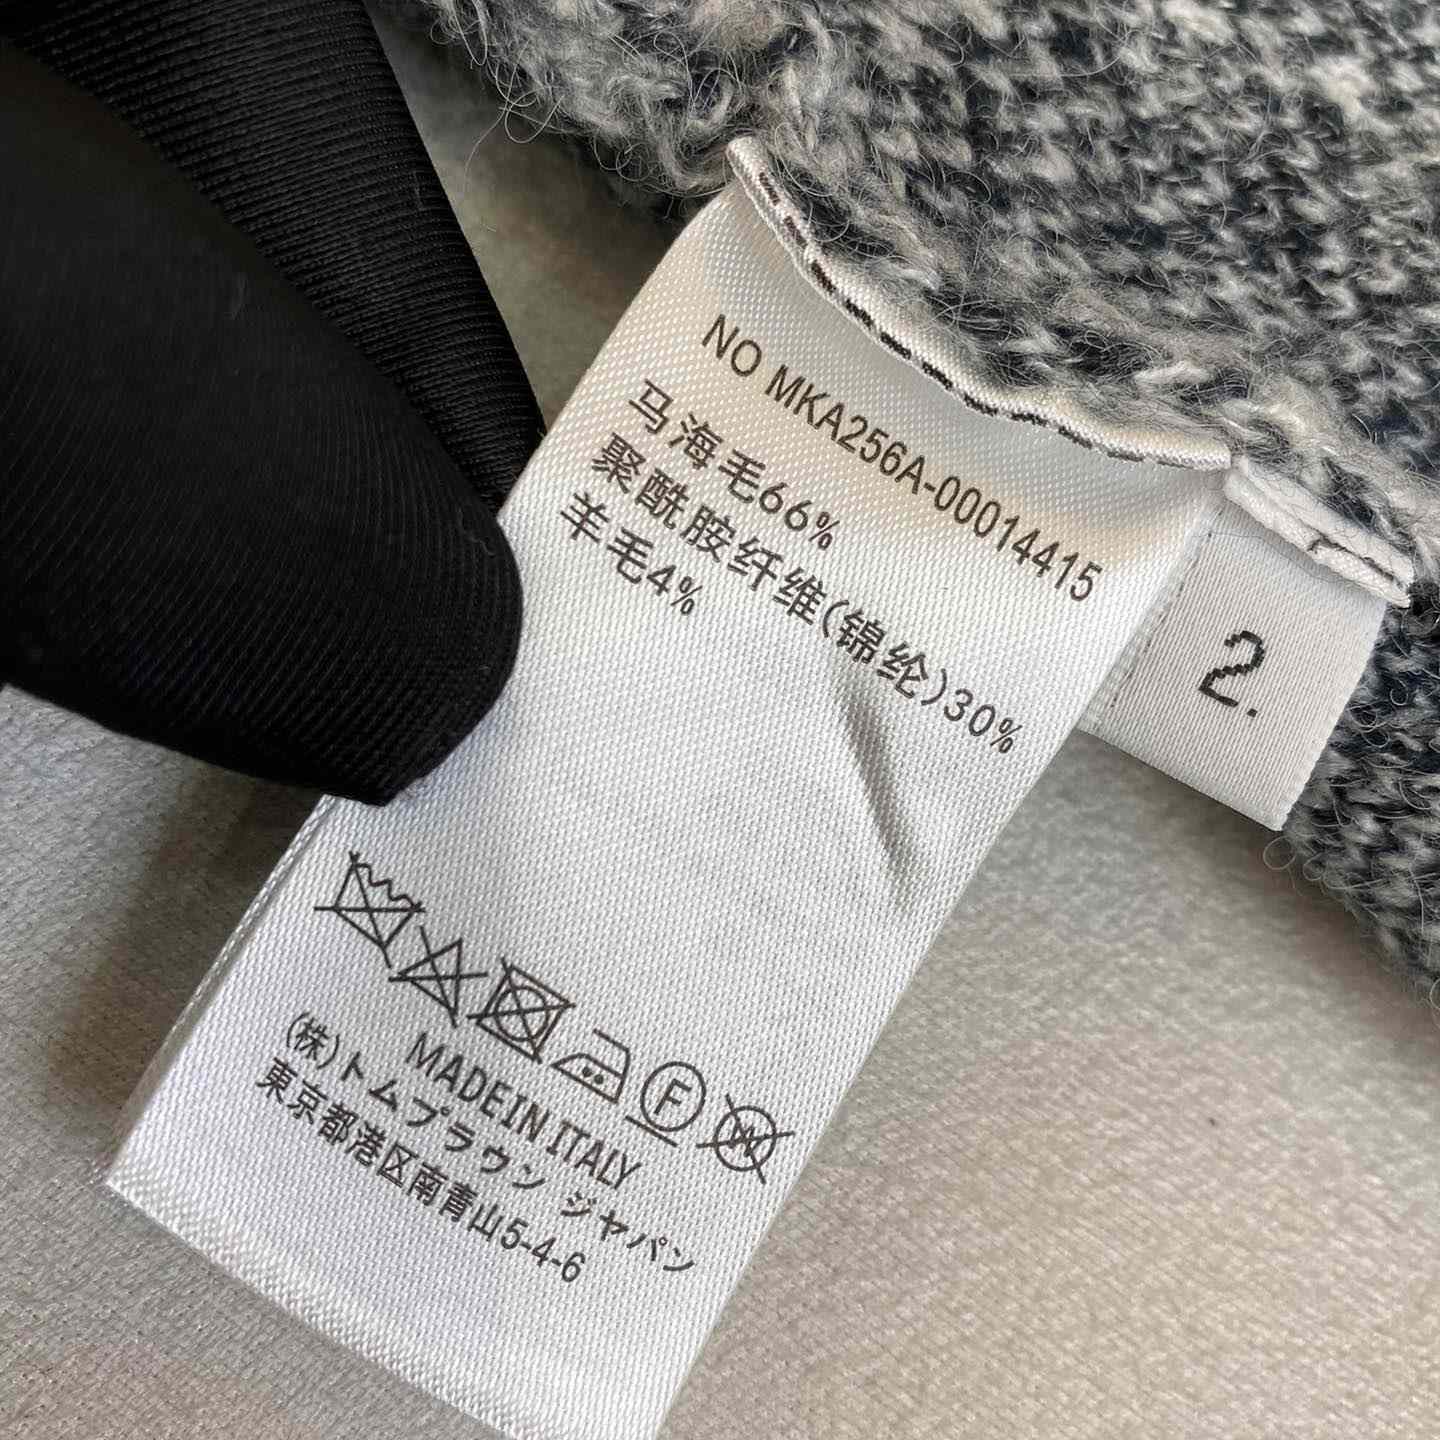 NO MKA256A-00014415
马海毛66%
聚酰胺纤维(锦纶)30%
羊毛4%
2.
F
W
MADE IN ITALY
(株)トムブラウン ジャパン
東京都港区南青山5-4-6